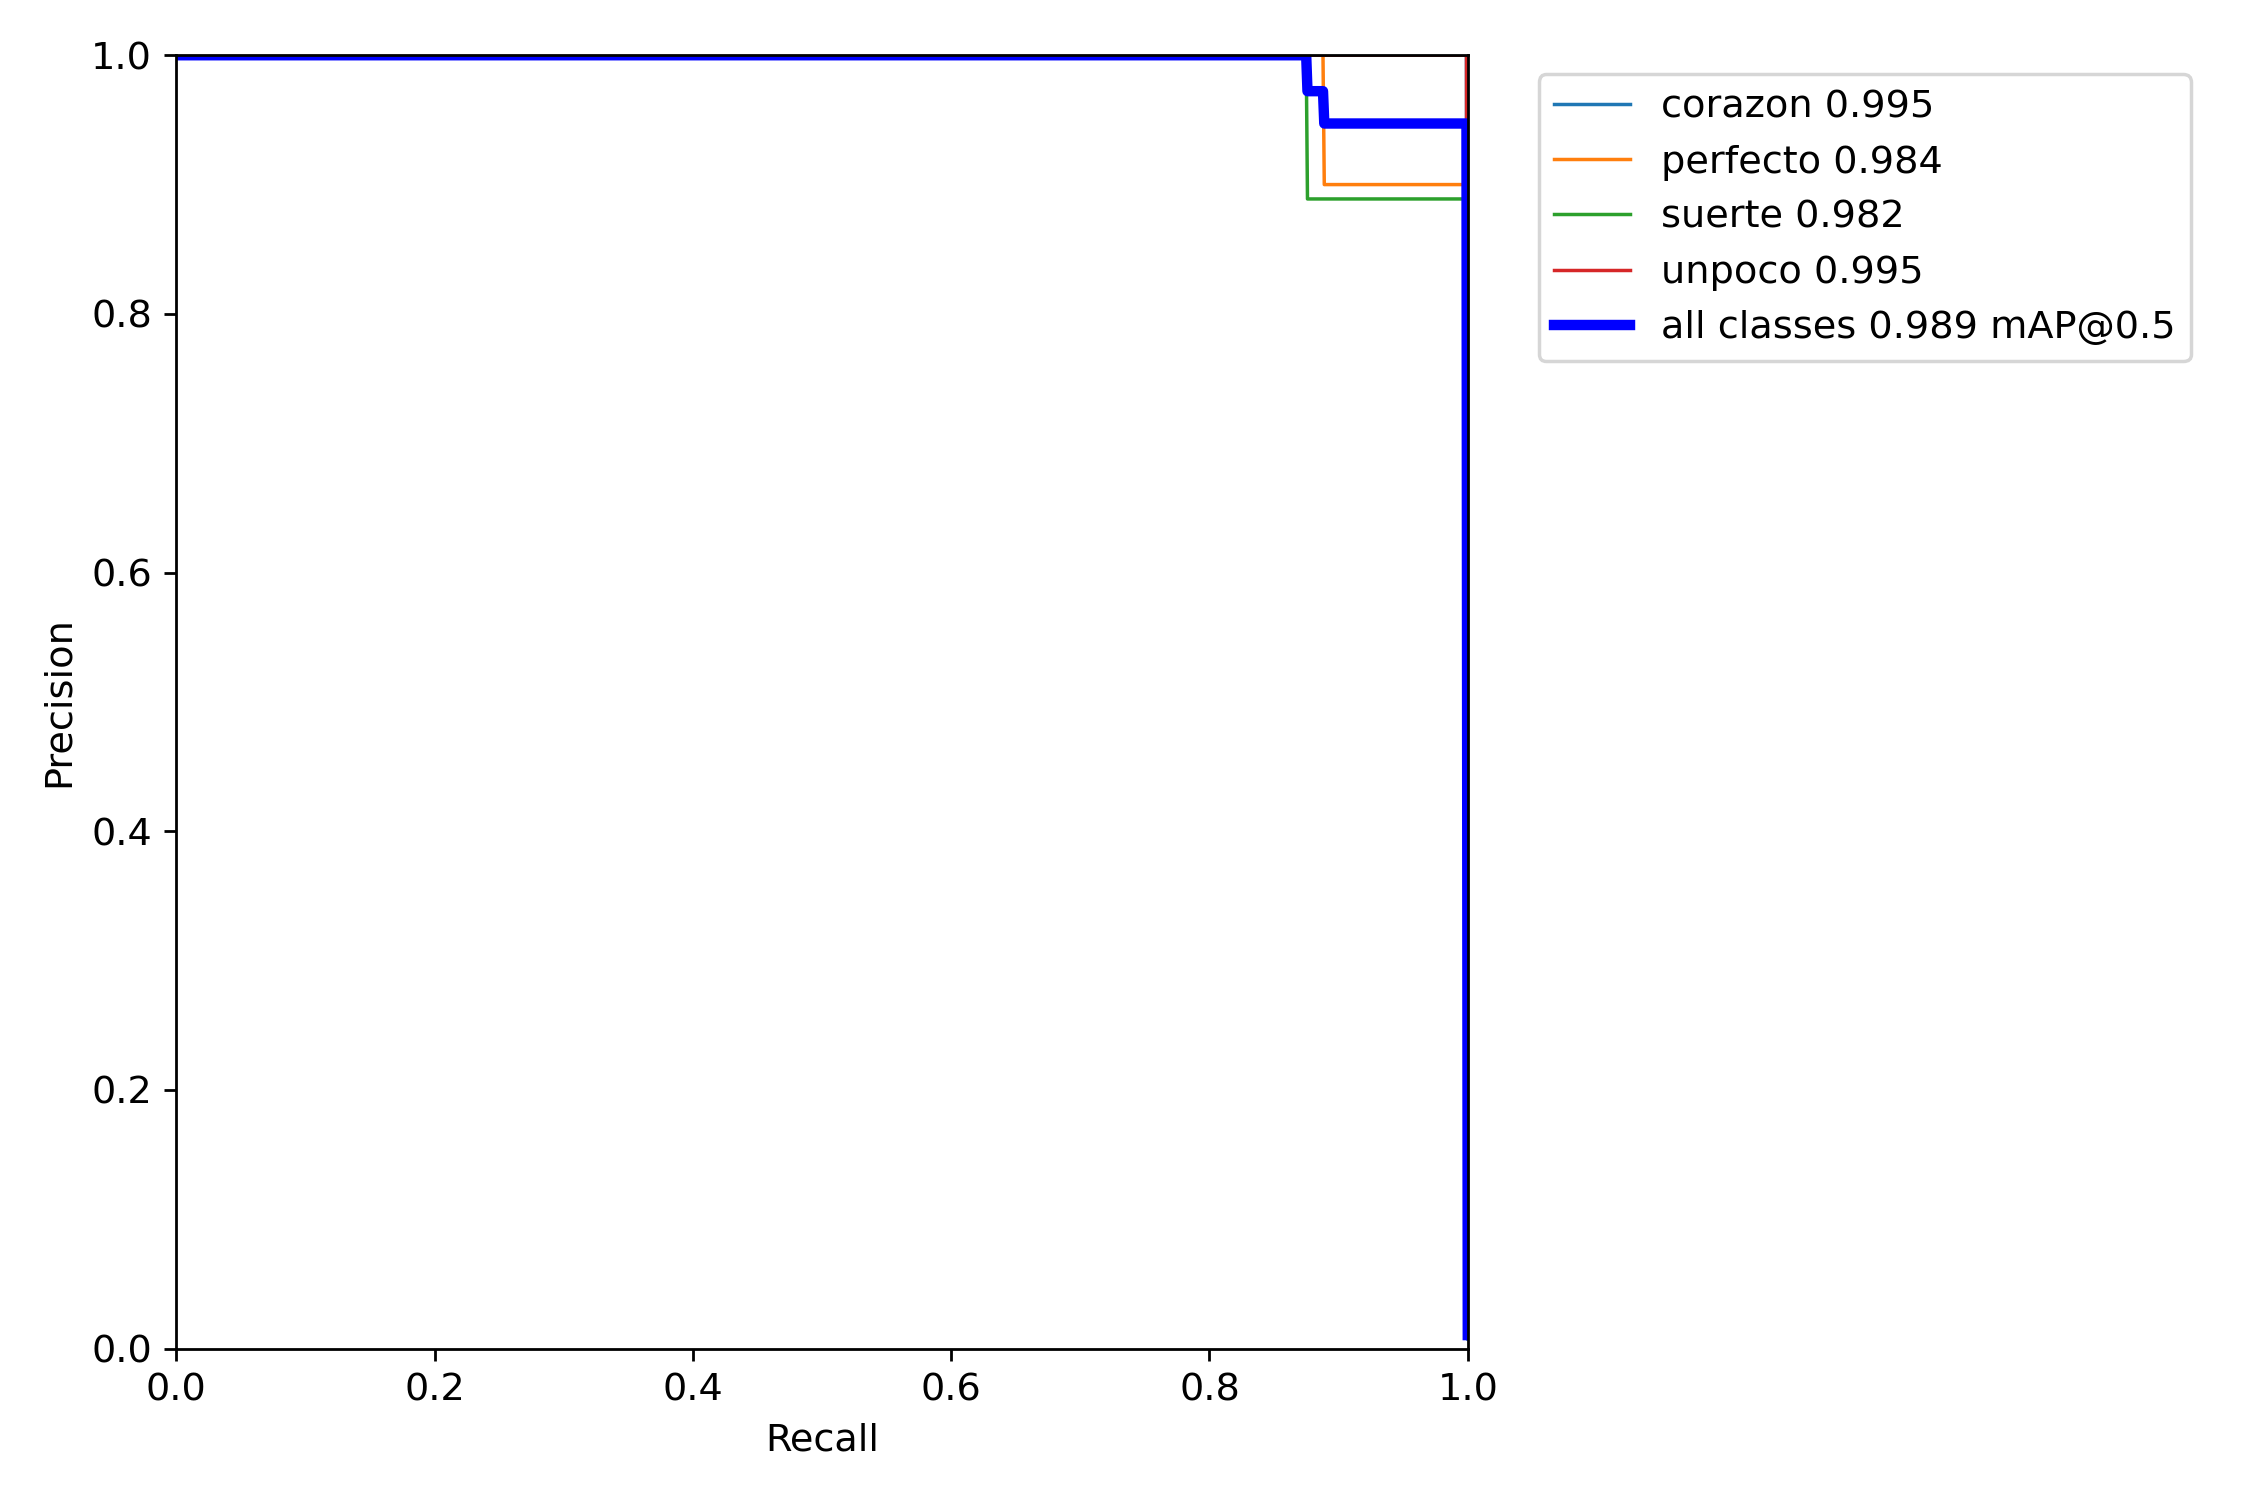 1.0
0.8
0.6
0.4
0.2
0.0
Precision
0.0 0.2 0.4 0.6 0.8 1.0
Recall
corazon 0.995
perfecto 0.984
suerte 0.982
unpoco 0.995
all classes 0.989 mAP@0.5